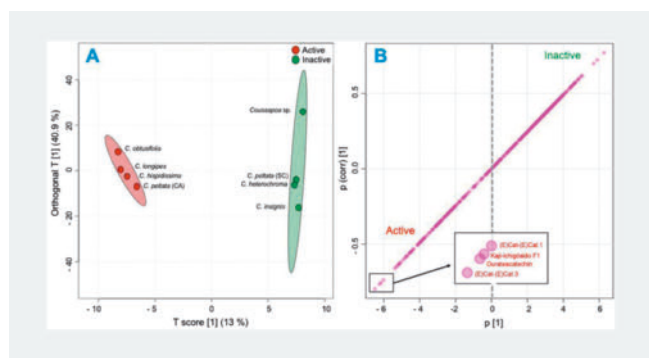 A
Active
Inactive
Orthogonal T [1] (40.9 %)
40
20
0
- 20
- 40
Coussapoa sp.
C. obtusifolia
C. longipes
C. hispidissima
C. peltata (CA)
C. peltata (SC)
C. heterochroma
C. insignis
- 10
- 5
0
5
10
T score [1] (13 %)
B
Inactive
p (corr) [1]
0.5
0.0
- 0.5
Active
(E)Cat-(E)Cat 1
Kaji-ichigoside F1
(E)Cat-(E)Cat 3
- 6
- 4
- 2
0
2
4
6
p [1]